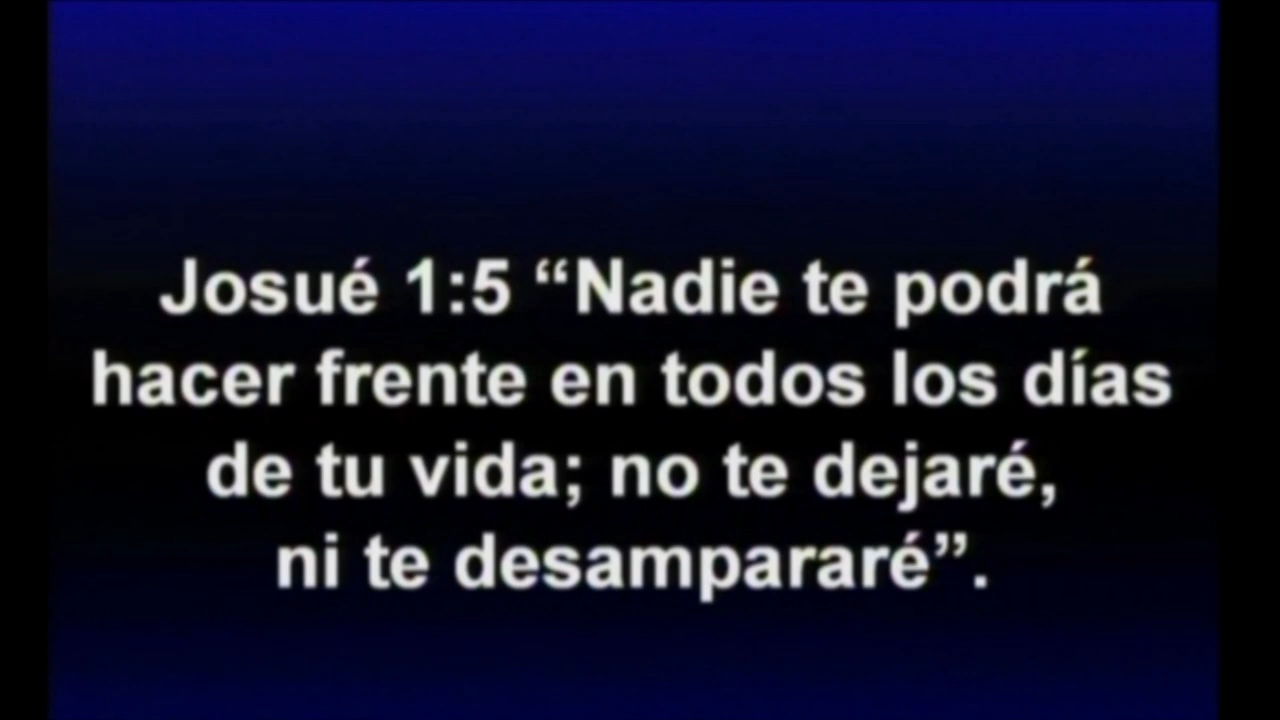 Josué 1:5 “Nadie te podrá
hacer frente en todos los días
de tu vida; no te dejaré,
ni te desampararé”.